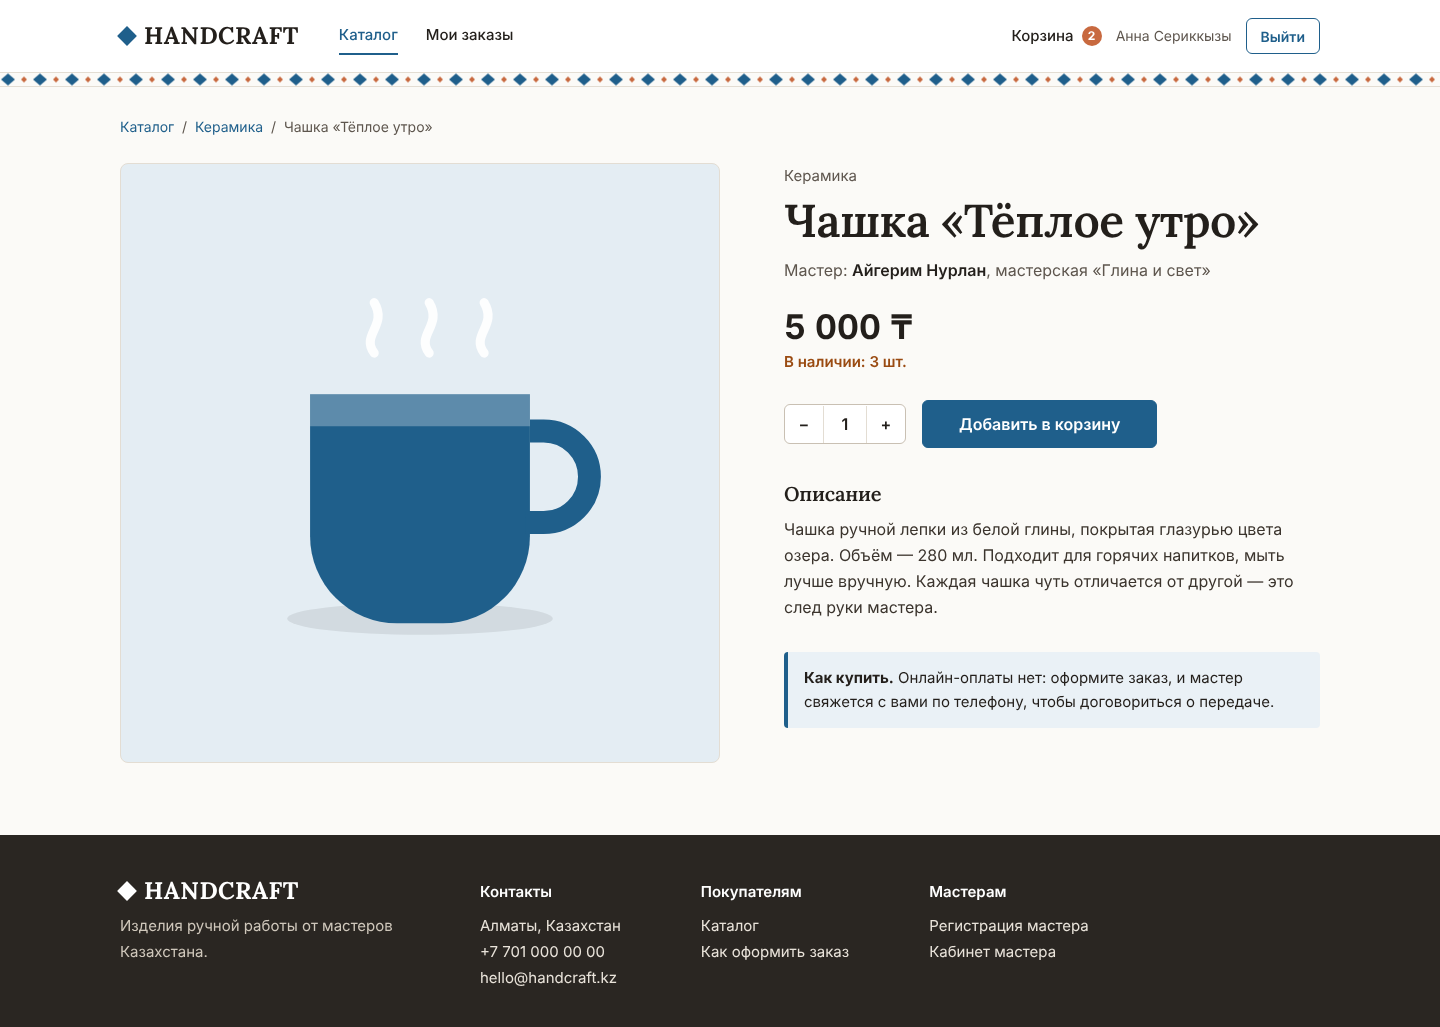 HANDCRAFT
Каталог
Мои заказы
Корзина 2
Анна Сериккызы
Выйти
Каталог / Керамика / Чашка «Тёплое утро»
Керамика
Чашка «Тёплое утро»
Мастер: Айгерим Нурлан, мастерская «Глина и свет»
5 000 ₸
В наличии: 3 шт.
− 1 +
Добавить в корзину
Описание
Чашка ручной лепки из белой глины, покрытая глазурью цвета
озера. Объём — 280 мл. Подходит для горячих напитков, мыть
лучше вручную. Каждая чашка чуть отличается от другой — это
след руки мастера.
Как купить. Онлайн-оплаты нет: оформите заказ, и мастер
свяжется с вами по телефону, чтобы договориться о передаче.
HANDCRAFT
Изделия ручной работы от мастеров
Казахстана.
Контакты
Алматы, Казахстан
+7 701 000 00 00
hello@handcraft.kz
Покупателям
Каталог
Как оформить заказ
Мастерам
Регистрация мастера
Кабинет мастера